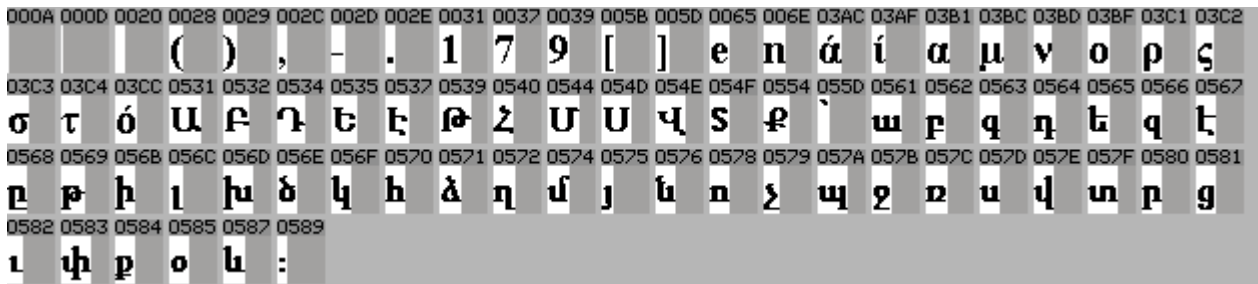 000A 000D 0020 0028 0029 002C 002D 002E 0031 0037 0039 005B 005D 0065 006E 03AC 03AF 03B1 03BC 03BD 03BF 03C1 03C2
( ) , - . 1 7 9 [ ] e n ά ί α μ ν ο ρ ς
03C3 03C4 03CC 0531 0532 0534 0535 0537 0539 0540 0544 054D 054E 054F 0554 055D 0561 0562 0563 0564 0565 0566 0567
σ τ ό Ա Բ Դ Ե Է Թ Հ Մ Ս Վ Տ Ք ՝ ա բ գ դ ե զ է
0568 0569 056B 056C 056D 056E 056F 0570 0571 0572 0574 0575 0576 0578 0579 057A 057B 057C 057D 057E 057F 0580 0581
ը թ ի լ խ ծ կ հ ձ ղ մ յ ն ո չ պ ջ ռ ս վ տ ր ց
0582 0583 0584 0585 0587 0589
ւ փ ք օ և ։